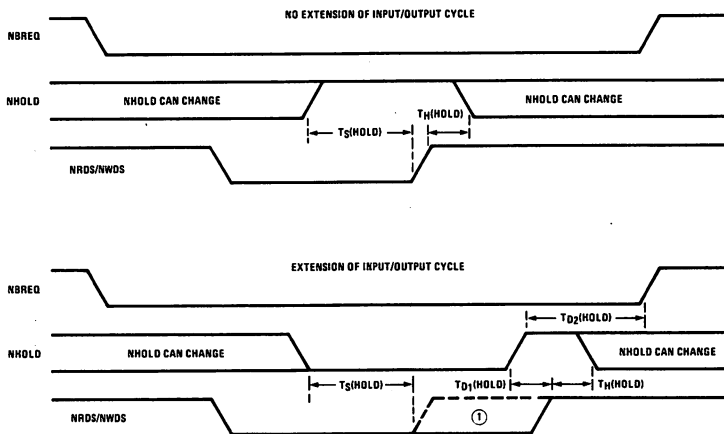 NO EXTENSION OF INPUT/OUTPUT CYCLE
NBREQ
NHOLD
NHOLD CAN CHANGE
NHOLD CAN CHANGE
TS(HOLD)
TH(HOLD)
NRDS/NWDS
EXTENSION OF INPUT/OUTPUT CYCLE
NBREQ
TD2(HOLD)
NHOLD
NHOLD CAN CHANGE
NHOLD CAN CHANGE
TS(HOLD)
TD1(HOLD)
TH(HOLD)
NRDS/NWDS
1